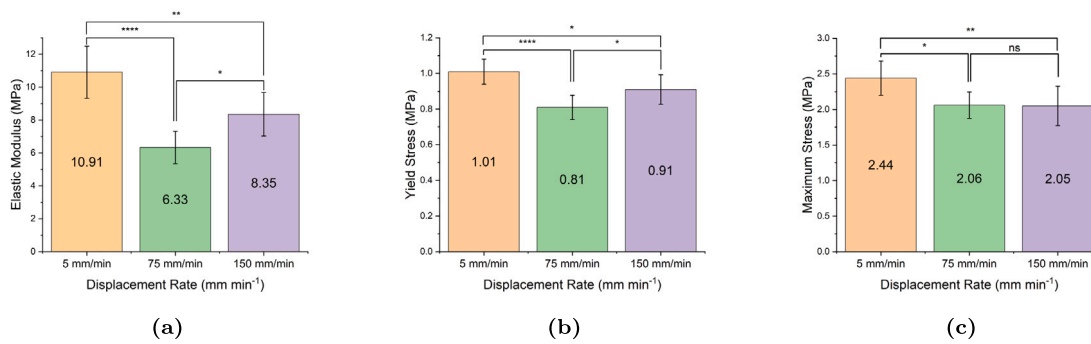 **
****
*
Elastic Modulus (MPa)
12
10
8
6
4
2
0
10.91
6.33
8.35
5 mm/min 75 mm/min 150 mm/min
Displacement Rate (mm min-1)
(a)
*
****
*
Yield Stress (MPa)
1.2
1.0
0.8
0.6
0.4
0.2
0.0
1.01
0.81
0.91
5 mm/min 75 mm/min 150 mm/min
Displacement Rate (mm min-1)
(b)
**
*
ns
Maximum Stress (MPa)
3.0
2.5
2.0
1.5
1.0
0.5
0.0
2.44
2.06
2.05
5 mm/min 75 mm/min 150 mm/min
Displacement Rate (mm min-1)
(c)